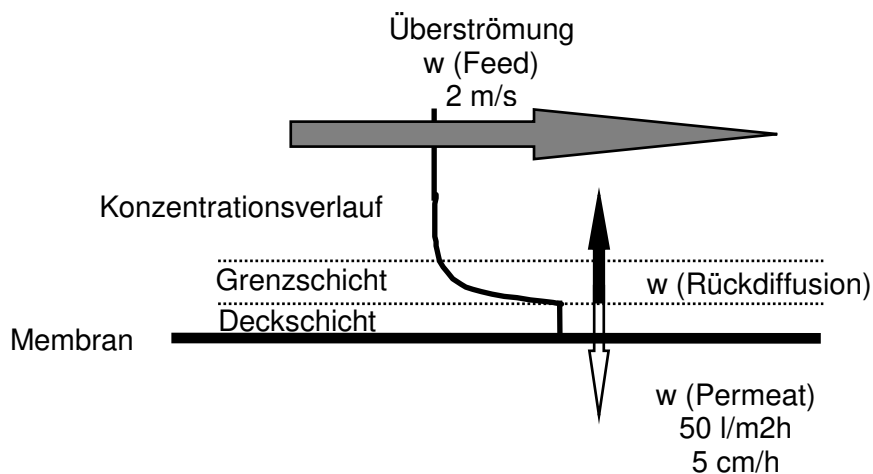 Überströmung
w (Feed)
2 m/s
Konzentrationsverlauf
Grenzschicht
w (Rückdiffusion)
Deckschicht
Membran
w (Permeat)
50 l/m2h
5 cm/h